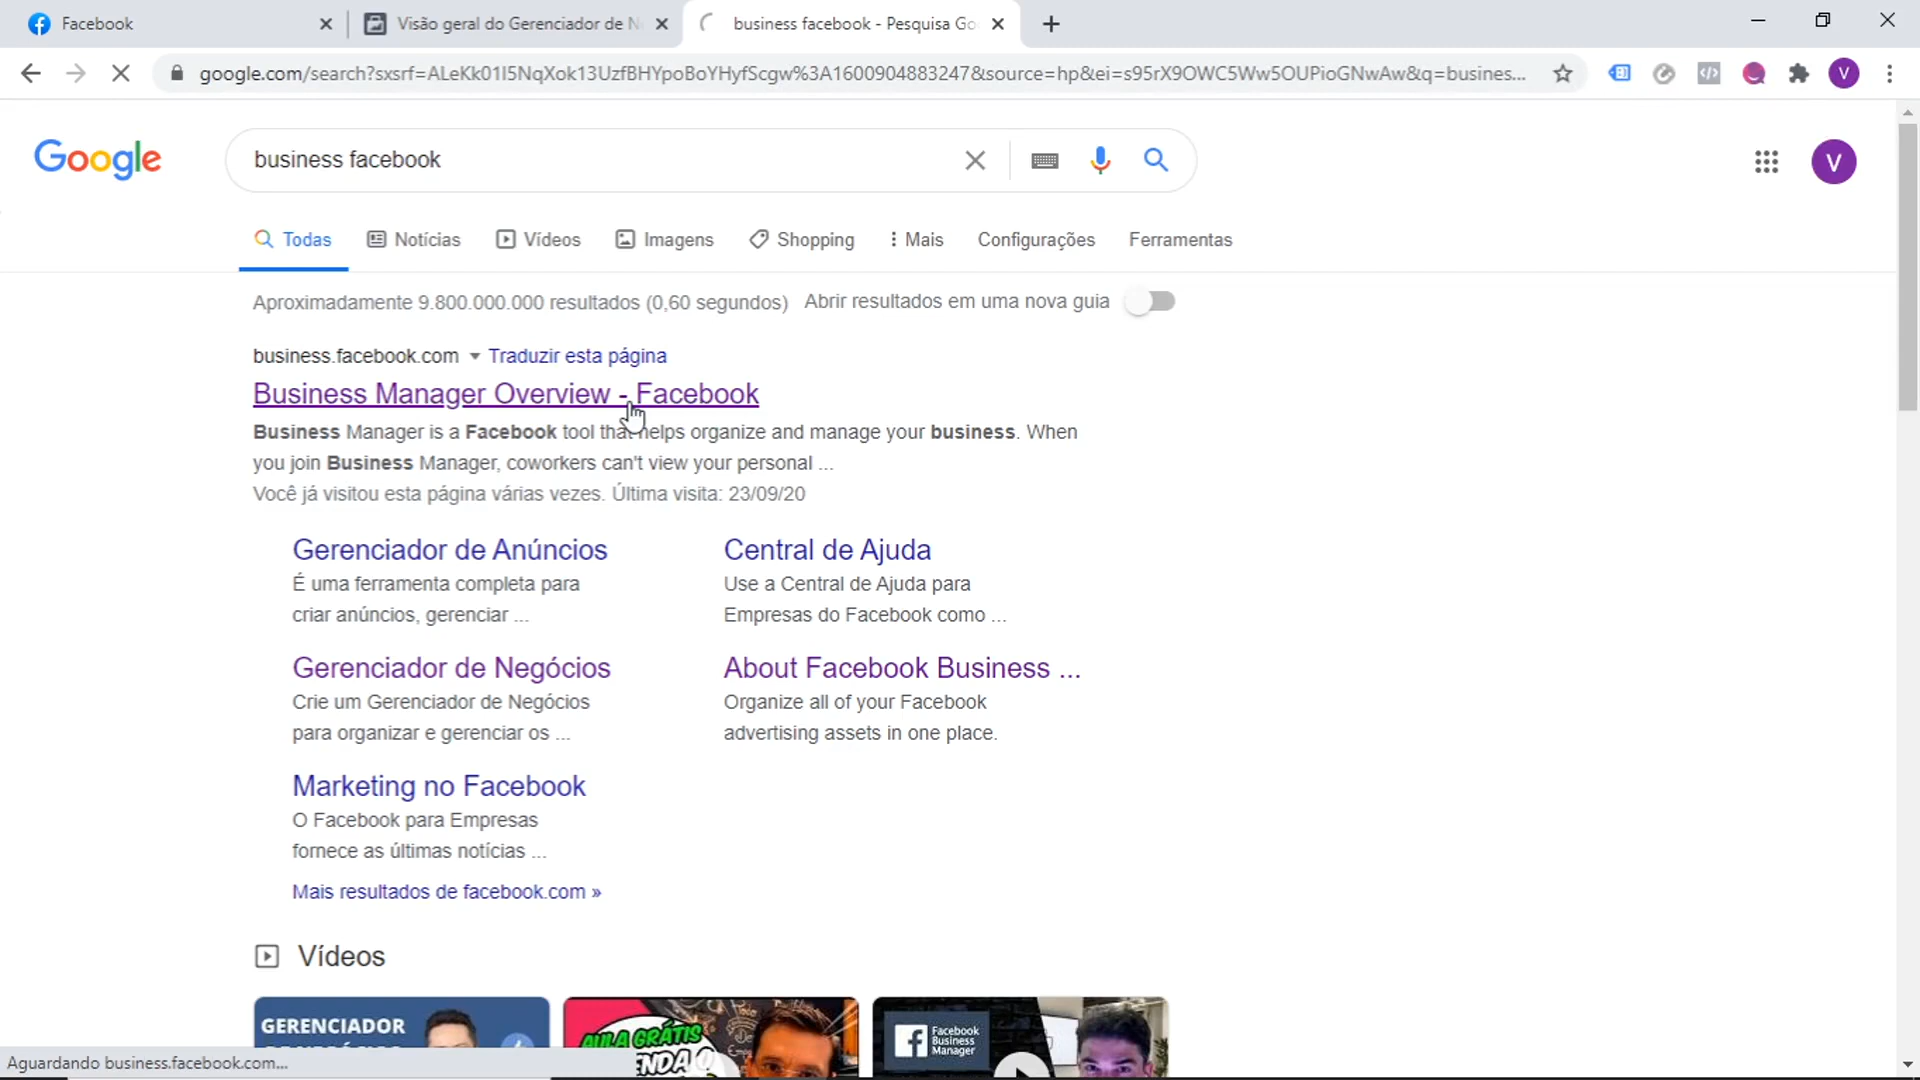 Facebook
Visão geral do Gerenciador de N
business facebook - Pesquisa Go
google.com/search?sxsrf=ALeKk01I5NqXok13UzfBHYpoBoYHyfScgw%3A1600904883247&source=hp&ei=s95rX9OWC5Ww5OUPioGNwAw&q=busines...
V
Google
business facebook
V
Todas
Notícias
Vídeos
Imagens
Shopping
Mais
Configurações
Ferramentas
Aproximadamente 9.800.000.000 resultados (0,60 segundos)
Abrir resultados em uma nova guia
business.facebook.com
Traduzir esta página
Business Manager Overview - Facebook
Business Manager is a Facebook tool that helps organize and manage your business. When
you join Business Manager, coworkers can't view your personal ...
Você já visitou esta página várias vezes. Última visita: 23/09/20
Gerenciador de Anúncios
É uma ferramenta completa para
criar anúncios, gerenciar ...
Central de Ajuda
Use a Central de Ajuda para
Empresas do Facebook como ...
Gerenciador de Negócios
Crie um Gerenciador de Negócios
para organizar e gerenciar os ...
About Facebook Business ...
Organize all of your Facebook
advertising assets in one place.
Marketing no Facebook
O Facebook para Empresas
fornece as últimas notícias ...
Mais resultados de facebook.com »
Vídeos
GERENCIADOR
AULA GRÁTIS
Facebook
Business
Manager
Aguardando business.facebook.com...